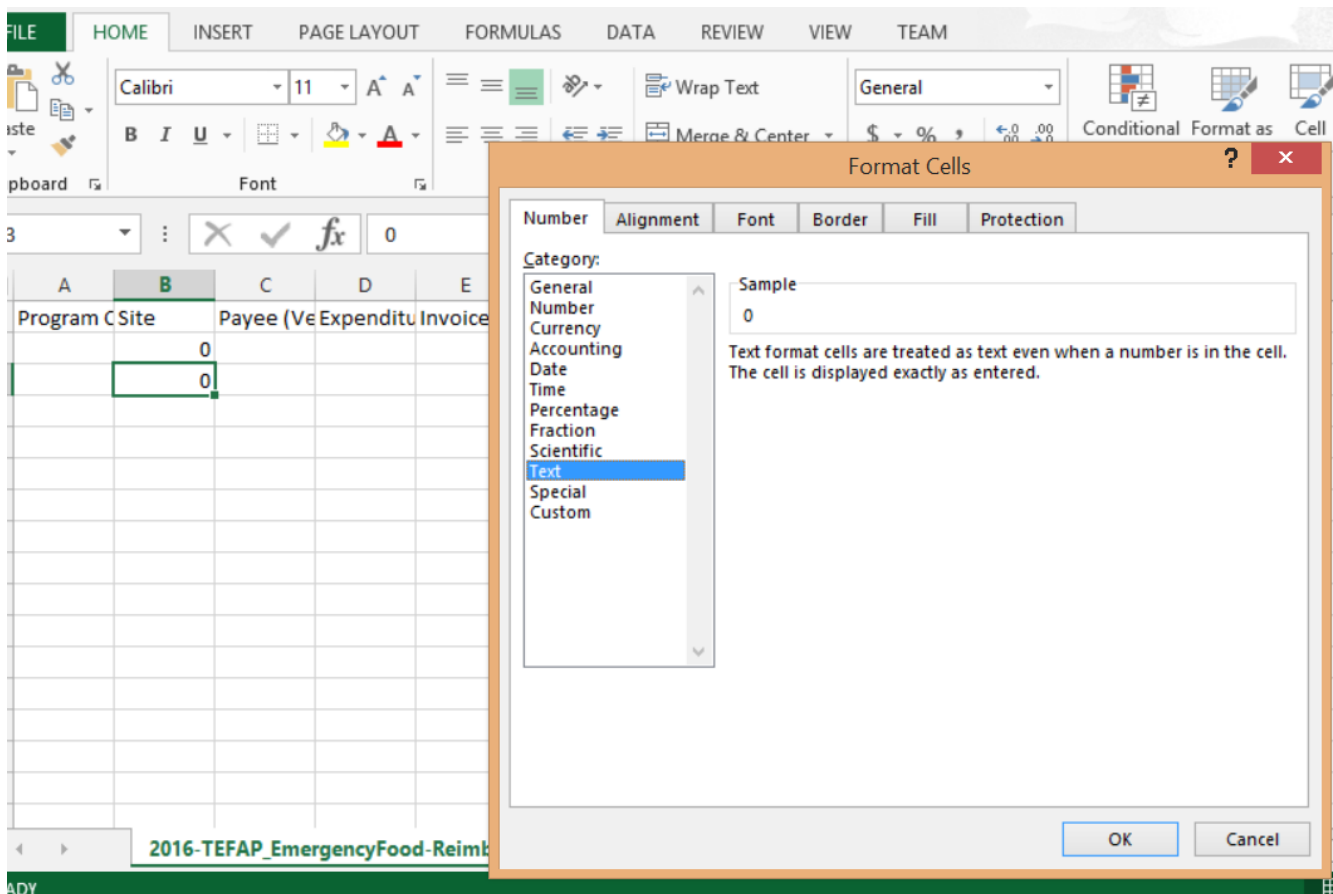 FILE HOME INSERT PAGE LAYOUT FORMULAS DATA REVIEW VIEW TEAM
Calibri 11 A A Wrap Text General
aste B I U A Merge & Center $ % , .0 .00 Conditional Format as Cell
pboard Font
3 fx 0
A B C D E
Program C Site Payee (Ve Expenditu Invoice
0
0
2016-TEFAP_EmergencyFood-Reimb
ADY
Format Cells ? ×
Number Alignment Font Border Fill Protection
Category:
General
Number
Currency
Accounting
Date
Time
Percentage
Fraction
Scientific
Text
Special
Custom
Sample
0
Text format cells are treated as text even when a number is in the cell.
The cell is displayed exactly as entered.
OK Cancel